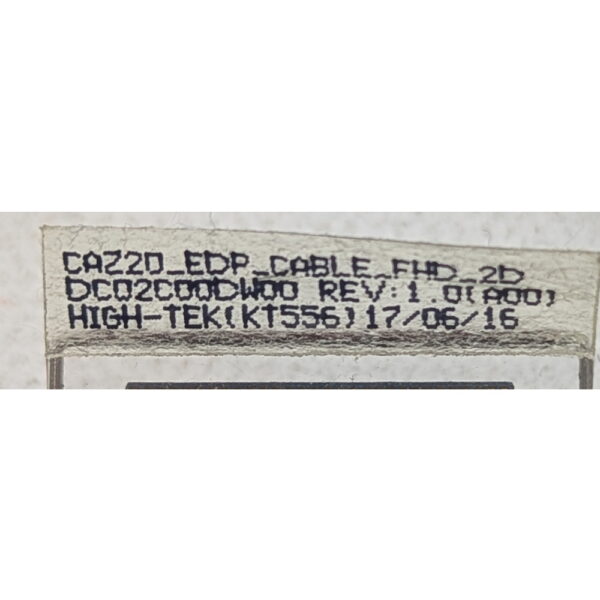 CAZ20_EDP_CABLE_FHD_2D
DC02C00DW00 REV:1.0(A00)
HIGH-TEK(KT556)17/06/16